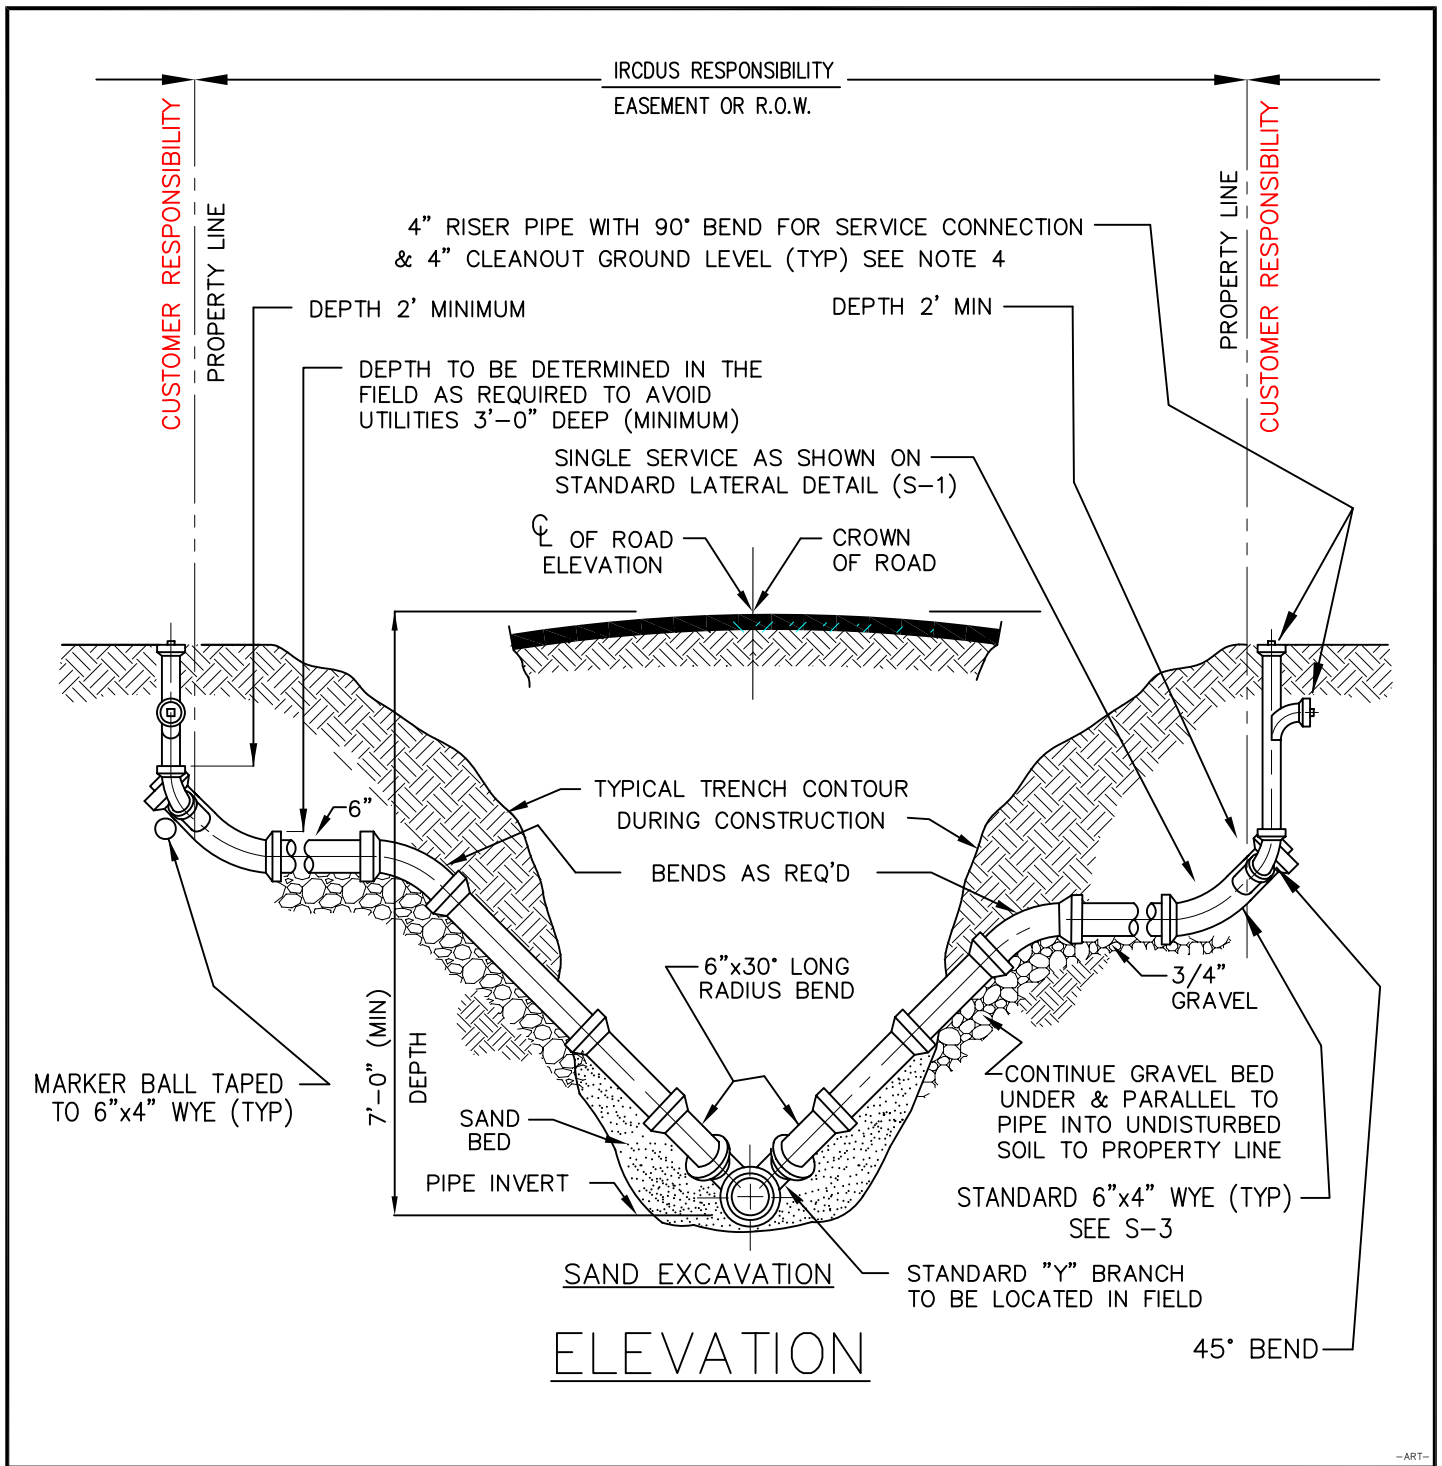 IRCDUS RESPONSIBILITY
EASEMENT OR R.O.W.
CUSTOMER RESPONSIBILITY
PROPERTY LINE
PROPERTY LINE
CUSTOMER RESPONSIBILITY
4" RISER PIPE WITH 90° BEND FOR SERVICE CONNECTION
& 4" CLEANOUT GROUND LEVEL (TYP) SEE NOTE 4
DEPTH 2' MINIMUM
DEPTH 2' MIN
DEPTH TO BE DETERMINED IN THE
FIELD AS REQUIRED TO AVOID
UTILITIES 3'-0" DEEP (MINIMUM)
SINGLE SERVICE AS SHOWN ON
STANDARD LATERAL DETAIL (S-1)
℄ OF ROAD
ELEVATION
CROWN
OF ROAD
TYPICAL TRENCH CONTOUR
DURING CONSTRUCTION
6"
BENDS AS REQ'D
6"x30° LONG
RADIUS BEND
3/4"
GRAVEL
7'-0" (MIN)
DEPTH
MARKER BALL TAPED
TO 6"x4" WYE (TYP)
SAND
BED
PIPE INVERT
CONTINUE GRAVEL BED
UNDER & PARALLEL TO
PIPE INTO UNDISTURBED
SOIL TO PROPERTY LINE
STANDARD 6"x4" WYE (TYP)
SEE S-3
SAND EXCAVATION
STANDARD "Y" BRANCH
TO BE LOCATED IN FIELD
45° BEND
ELEVATION
-ART-